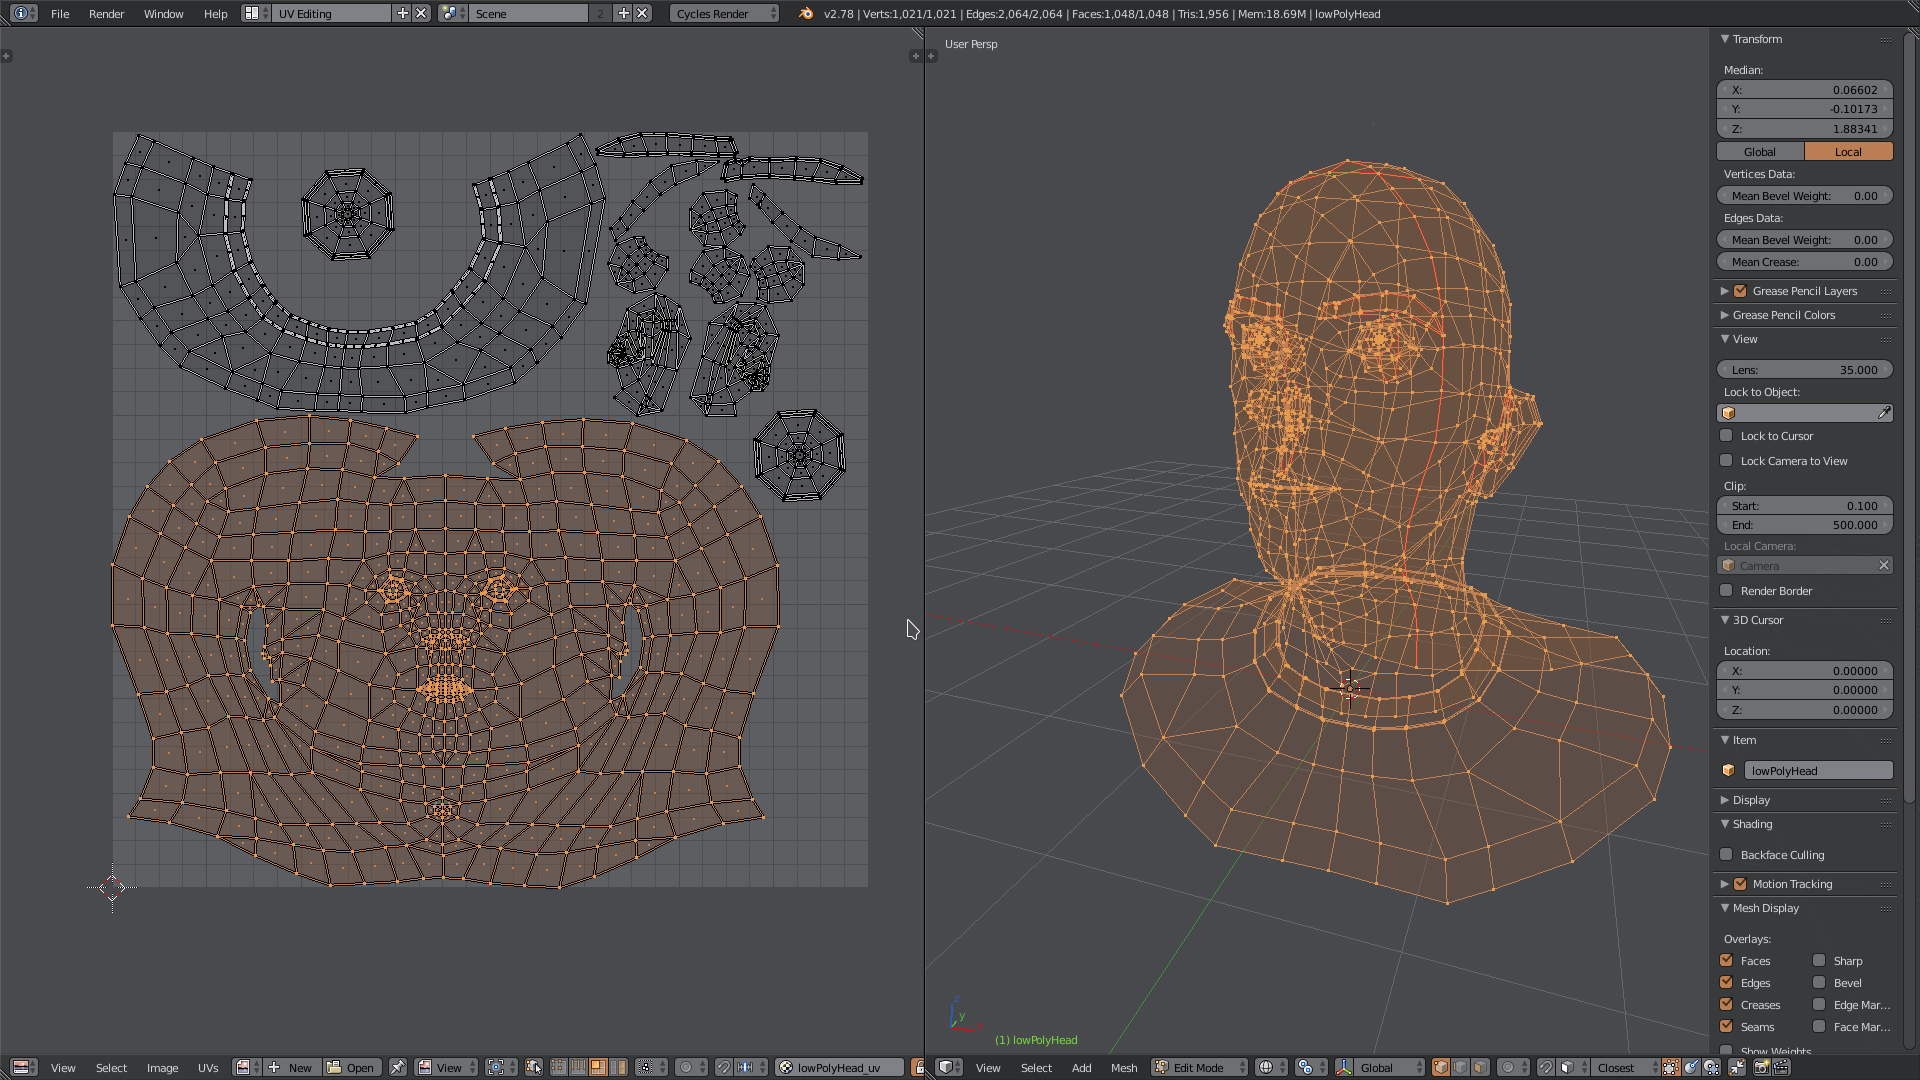 File Render Window Help UV Editing Scene 2 Cycles Render v2.78 | Verts:1,021/1,021 | Edges:2,064/2,064 | Faces:1,048/1,048 | Tris:1,956 | Mem:18.69M | lowPolyHead
User Persp
Transform
Median:
X: 0.06602
Y: -0.10173
Z: 1.88341
Global Local
Vertices Data:
Mean Bevel Weight: 0.00
Edges Data:
Mean Bevel Weight: 0.00
Mean Crease: 0.00
Grease Pencil Layers
Grease Pencil Colors
View
Lens: 35.000
Lock to Object:
Lock to Cursor
Lock Camera to View
Clip:
Start: 0.100
End: 500.000
Local Camera:
Camera
Render Border
3D Cursor
Location:
X: 0.00000
Y: 0.00000
Z: 0.00000
Item
lowPolyHead
Display
Shading
Backface Culling
Motion Tracking
Mesh Display
Overlays:
Faces Sharp
Edges Bevel
Creases Edge Mar...
Seams Face Mar...
Show Weights
z
y
(1) lowPolyHead
View Select Image UVs New Open View lowPolyHead_uv
View Select Add Mesh Edit Mode Global Closest